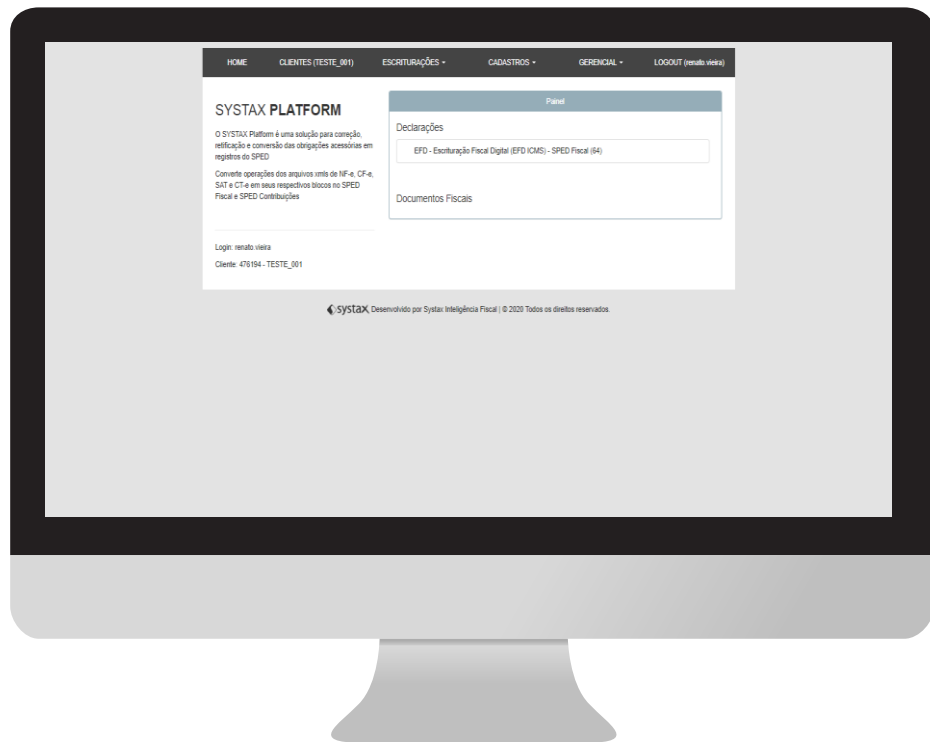 HOME CLIENTES (TESTE_001) ESCRITURAÇÕES CADASTROS GERENCIAL LOGOUT (renato.vieira)
SYSTAX PLATFORM
O SYSTAX Platform é uma solução para correção,
retificação e conversão das obrigações acessórias em
registros do SPED
Converte operações dos arquivos xmls de NF-e, CF-e,
SAT e CT-e em seus respectivos blocos no SPED
Fiscal e SPED Contribuições
Login: renato.vieira
Cliente: 476194 - TESTE_001
Painel
Declarações
EFD - Escrituração Fiscal Digital (EFD ICMS) - SPED Fiscal (64)
Documentos Fiscais
systax Desenvolvido por Systax Inteligência Fiscal | © 2020 Todos os direitos reservados.